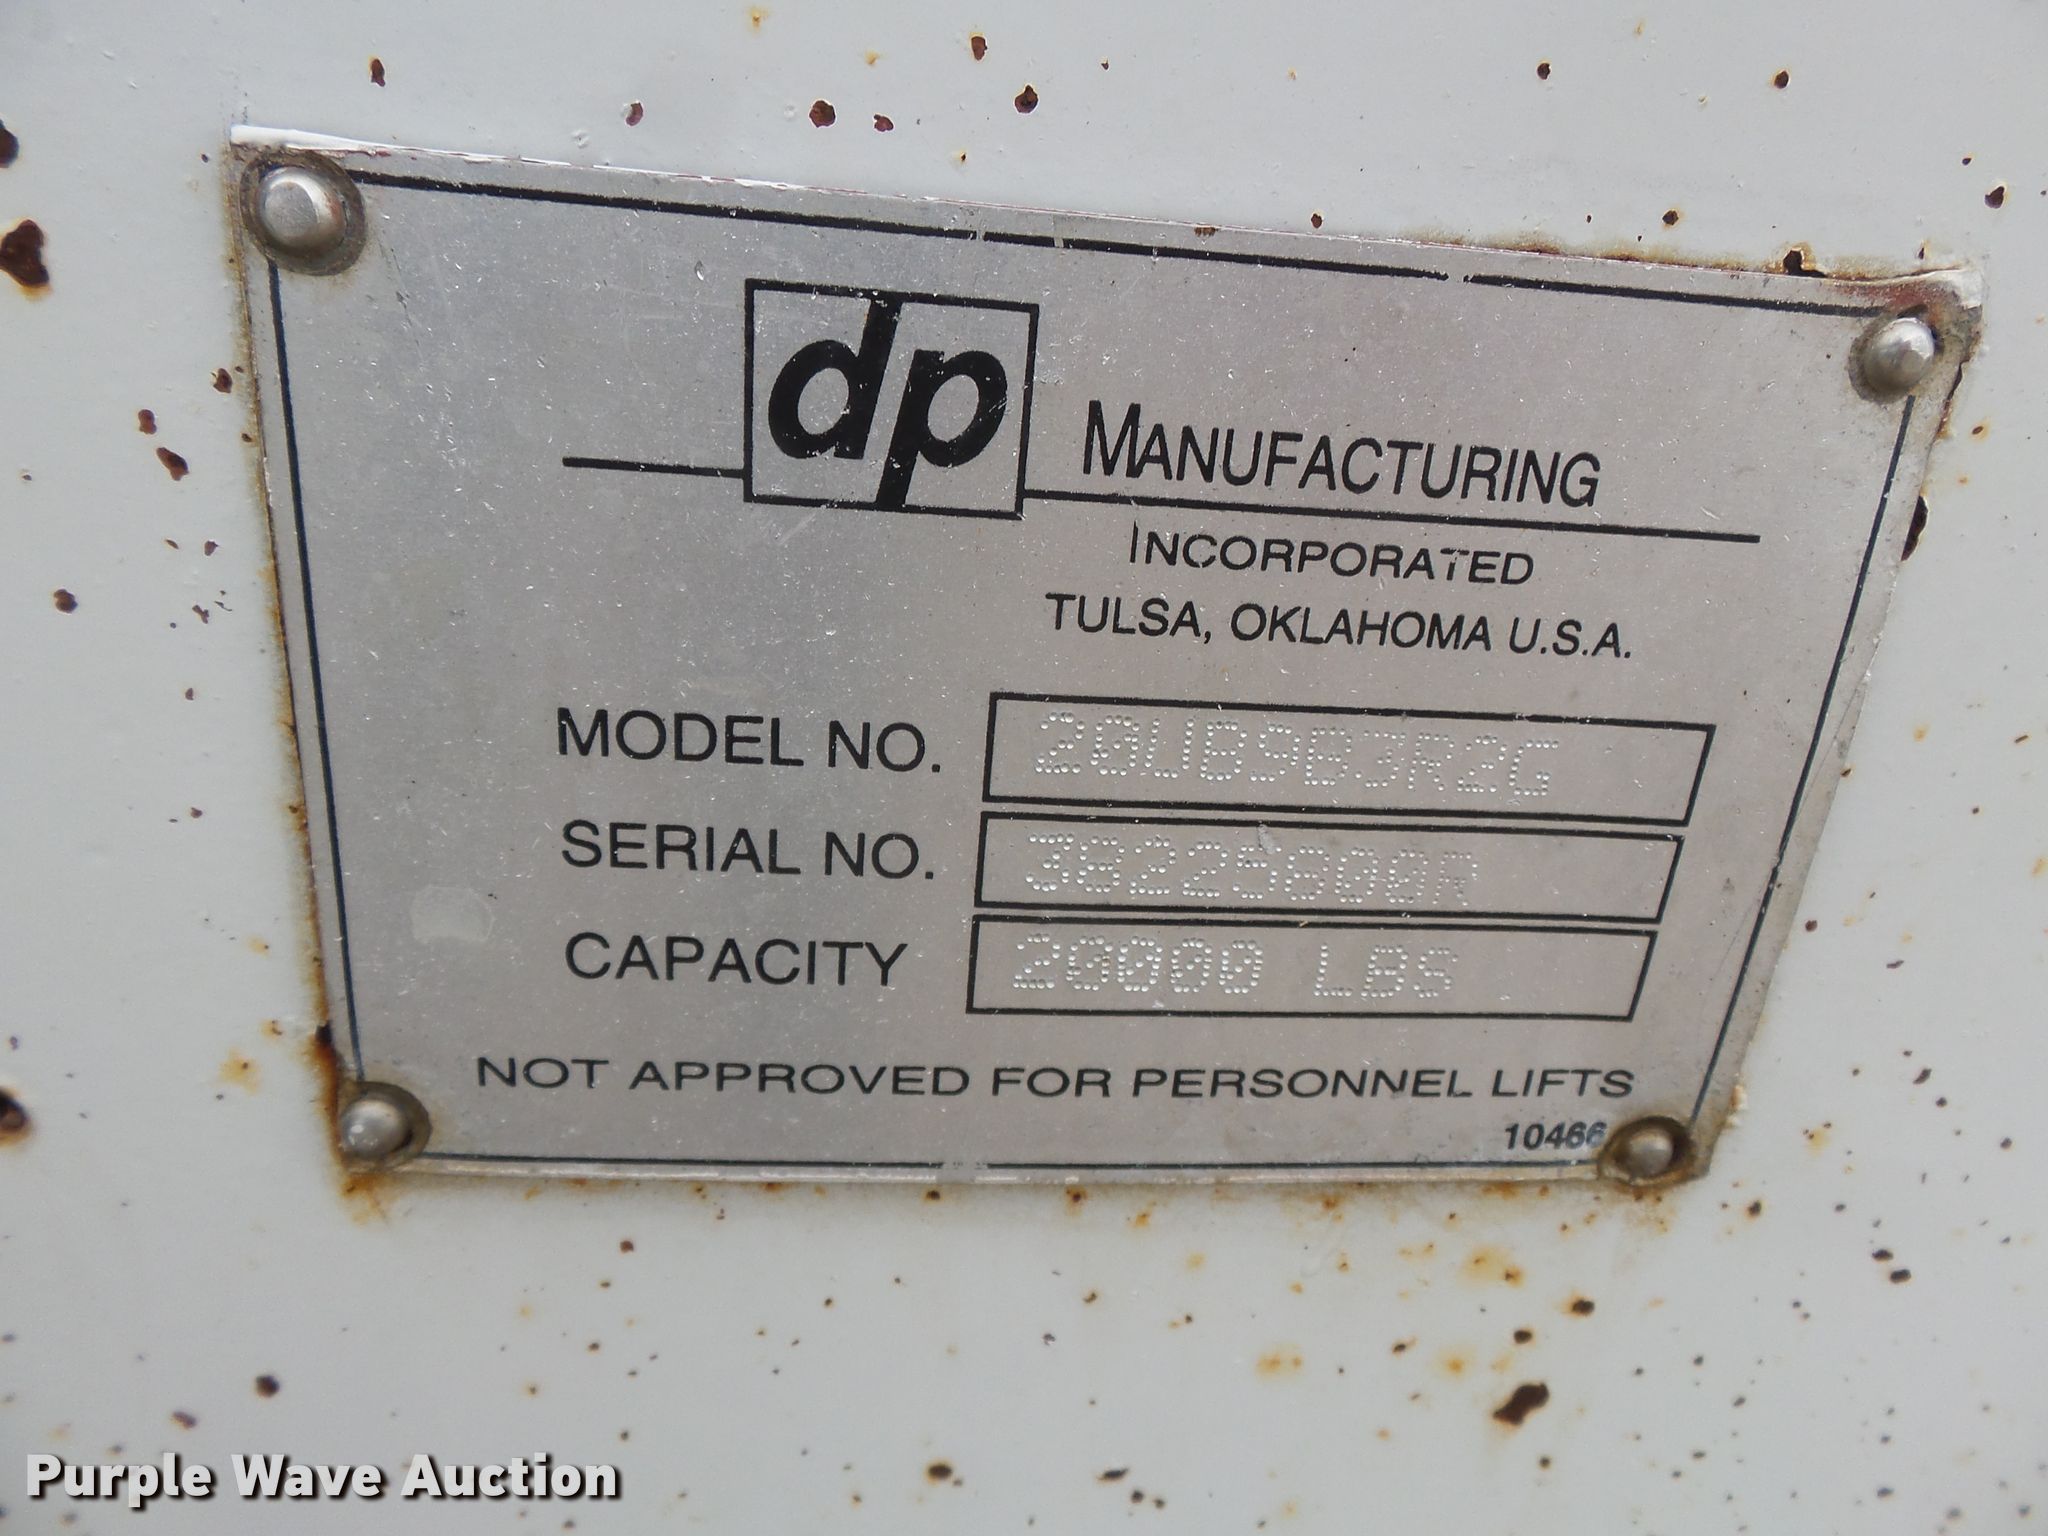 dp MANUFACTURING
INCORPORATED
TULSA, OKLAHOMA U.S.A.
MODEL NO. 20UB9B3R2G
SERIAL NO. 38225800R
CAPACITY 20000 LBS
NOT APPROVED FOR PERSONNEL LIFTS
10466
Purple Wave Auction